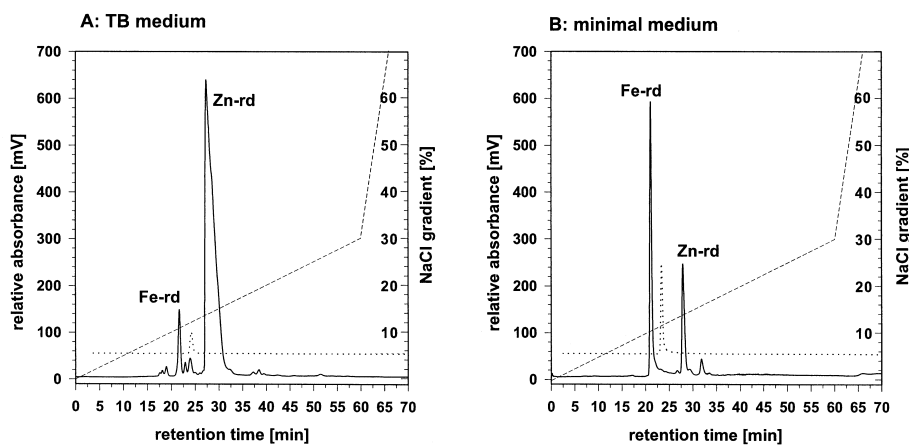 A: TB medium
700
600
500
400
300
200
100
0
relative absorbance [mV]
Zn-rd
Fe-rd
60
50
40
30
20
10
0
NaCl gradient [%]
0 5 10 15 20 25 30 35 40 45 50 55 60 65 70
retention time [min]
B: minimal medium
700
600
500
400
300
200
100
0
relative absorbance [mV]
Fe-rd
Zn-rd
60
50
40
30
20
10
0
NaCl gradient [%]
0 5 10 15 20 25 30 35 40 45 50 55 60 65 70
retention time [min]